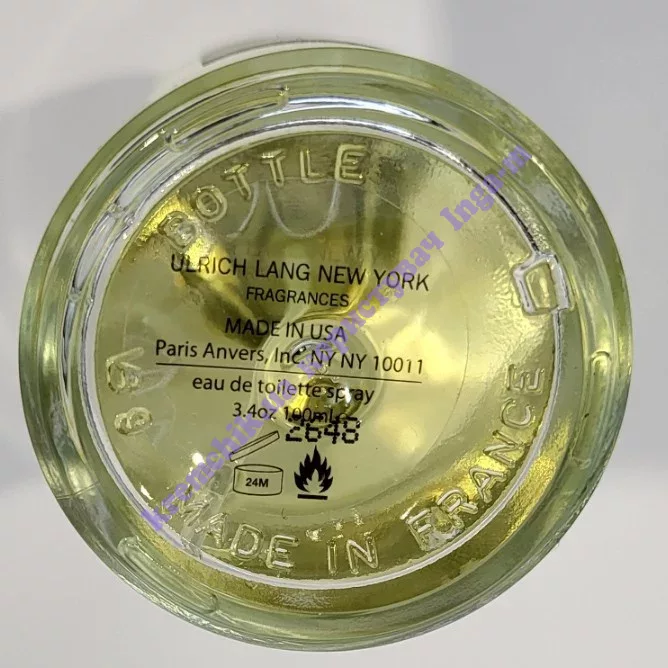 BOTTLE
ULRICH LANG NEW YORK
FRAGRANCES
MADE IN USA
Paris Anvers, Inc. NY NY 10011
eau de toilette spray
3.4oz 100ml
2648
24M
MADE IN FRANCE